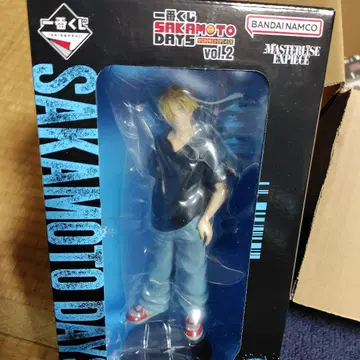 一番くじ
一番くじ
SAKAMOTO
DAYS
vol.2
BANDAI NAMCO
MASTERLISE
EXPIECE
SAKAMOTO DAYS